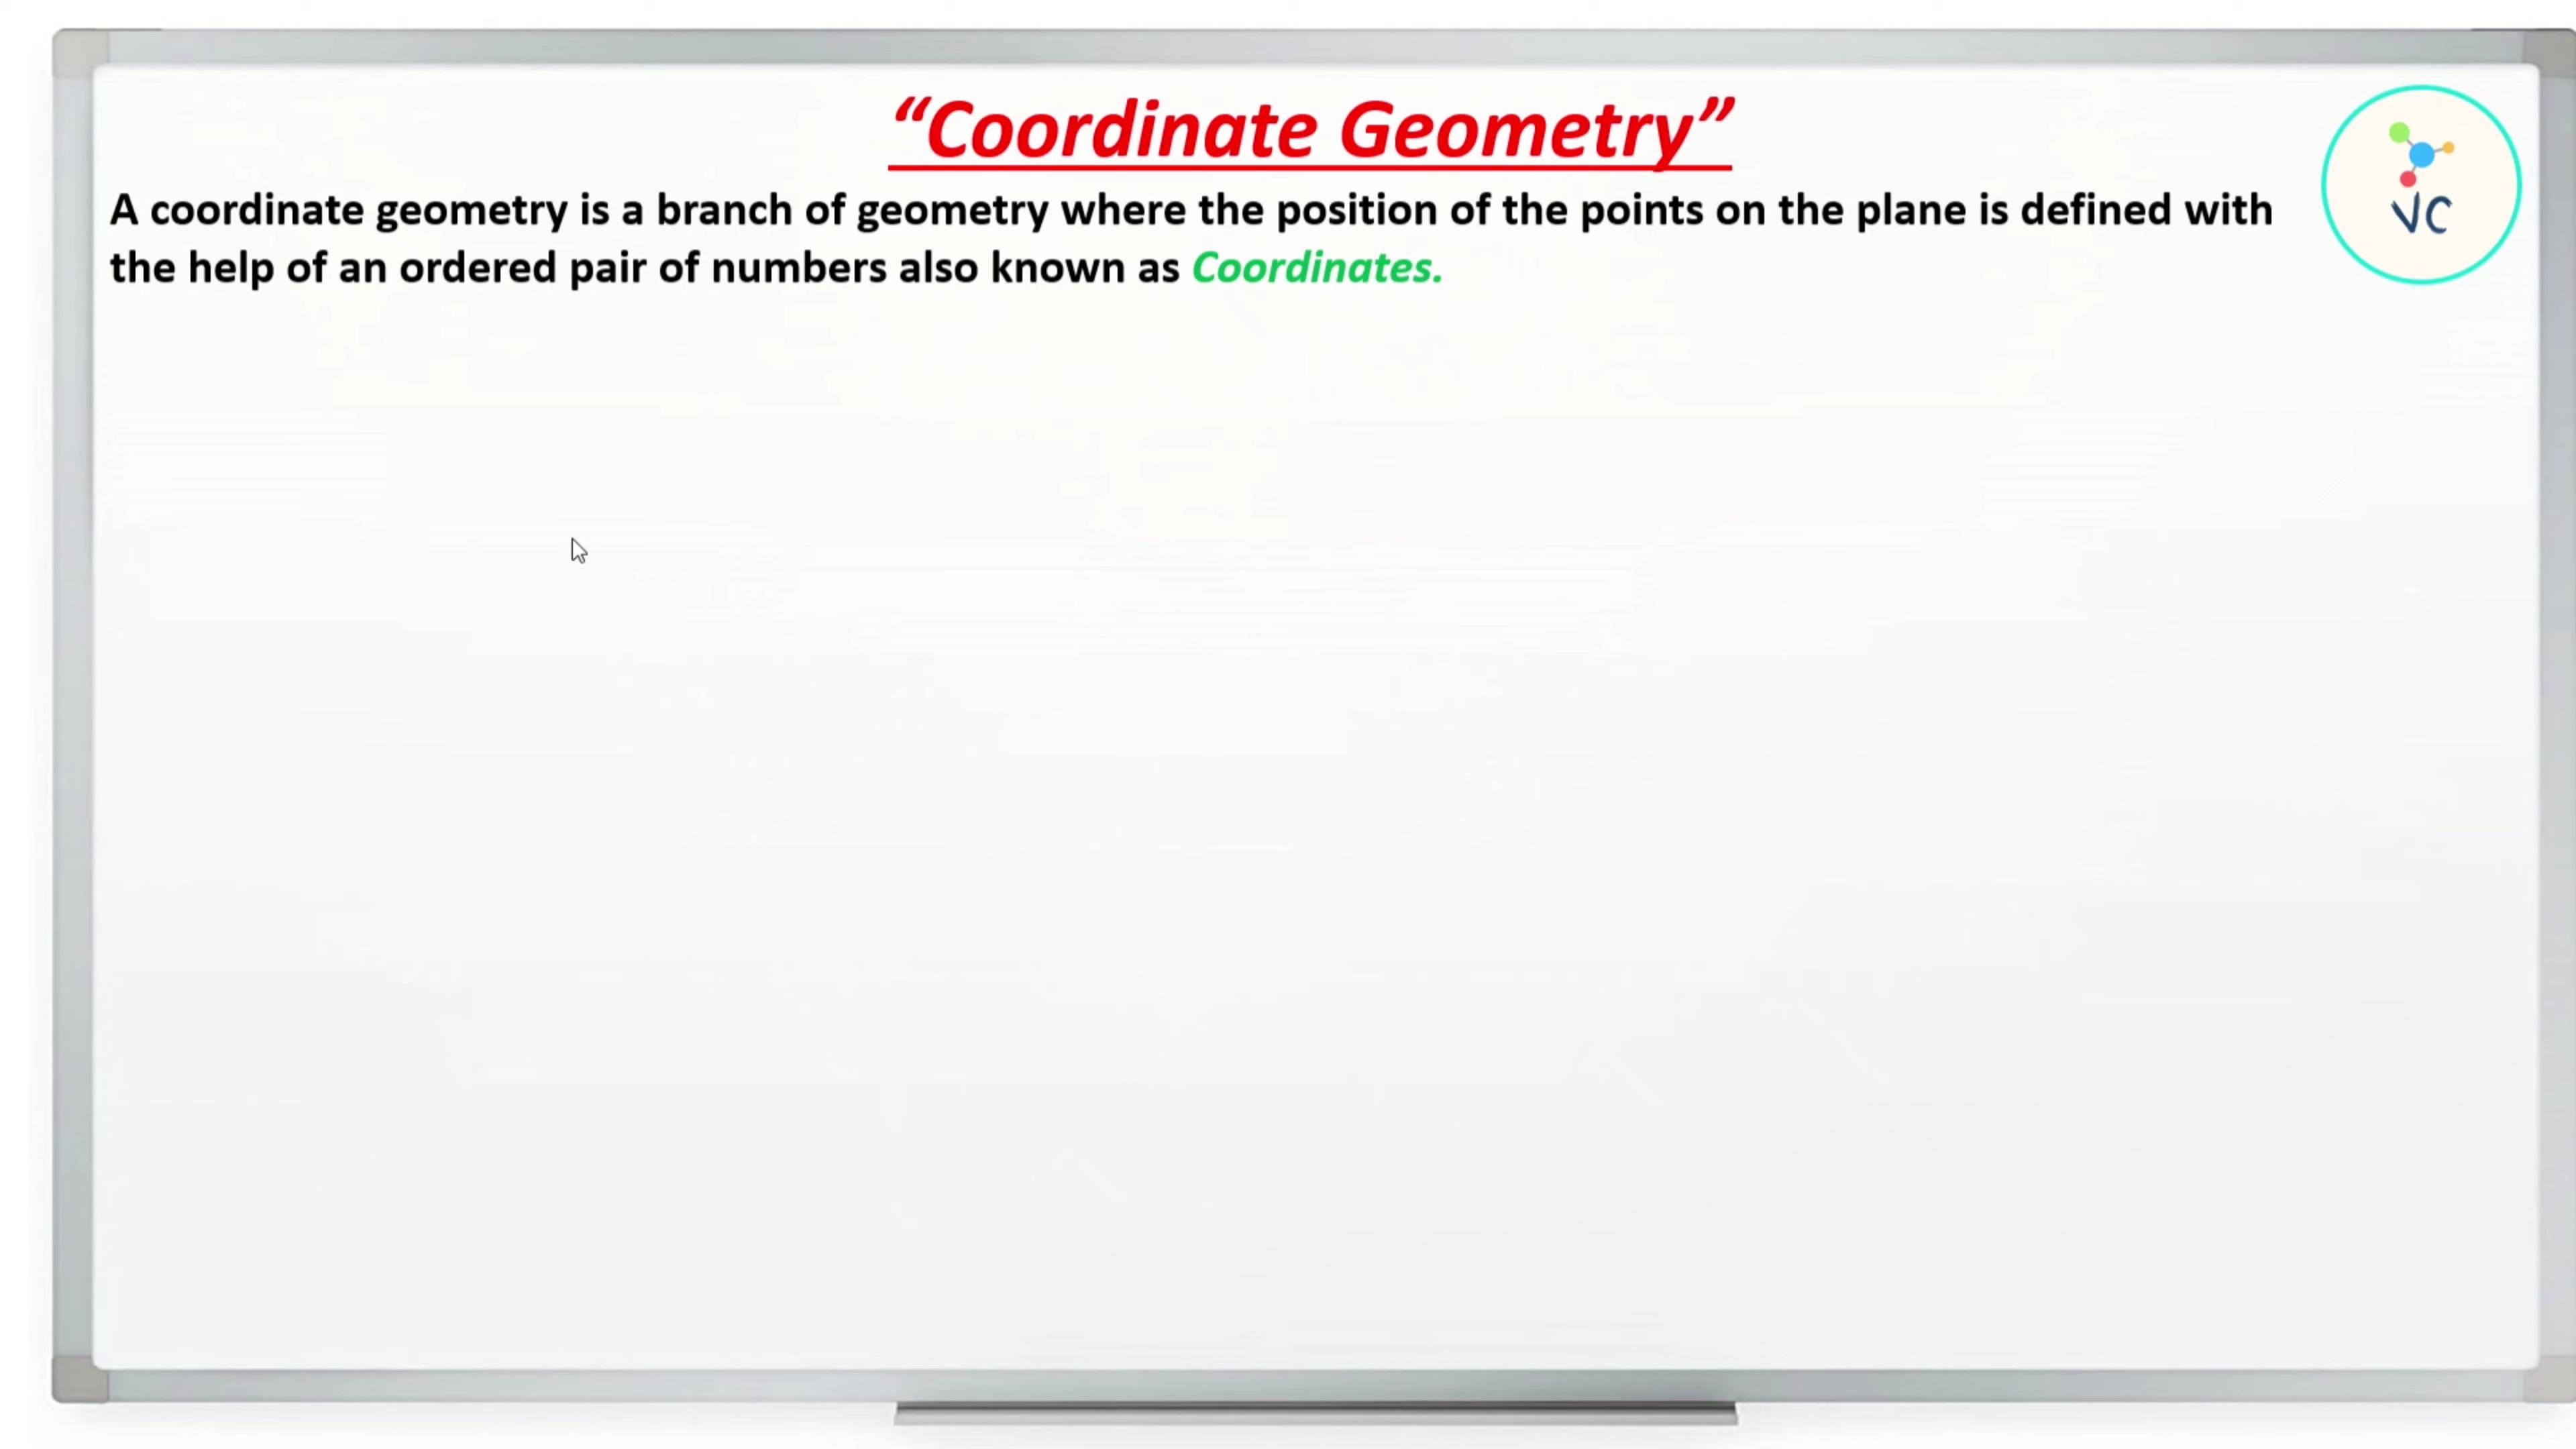 “Coordinate Geometry”
A coordinate geometry is a branch of geometry where the position of the points on the plane is defined with
the help of an ordered pair of numbers also known as Coordinates.
VC